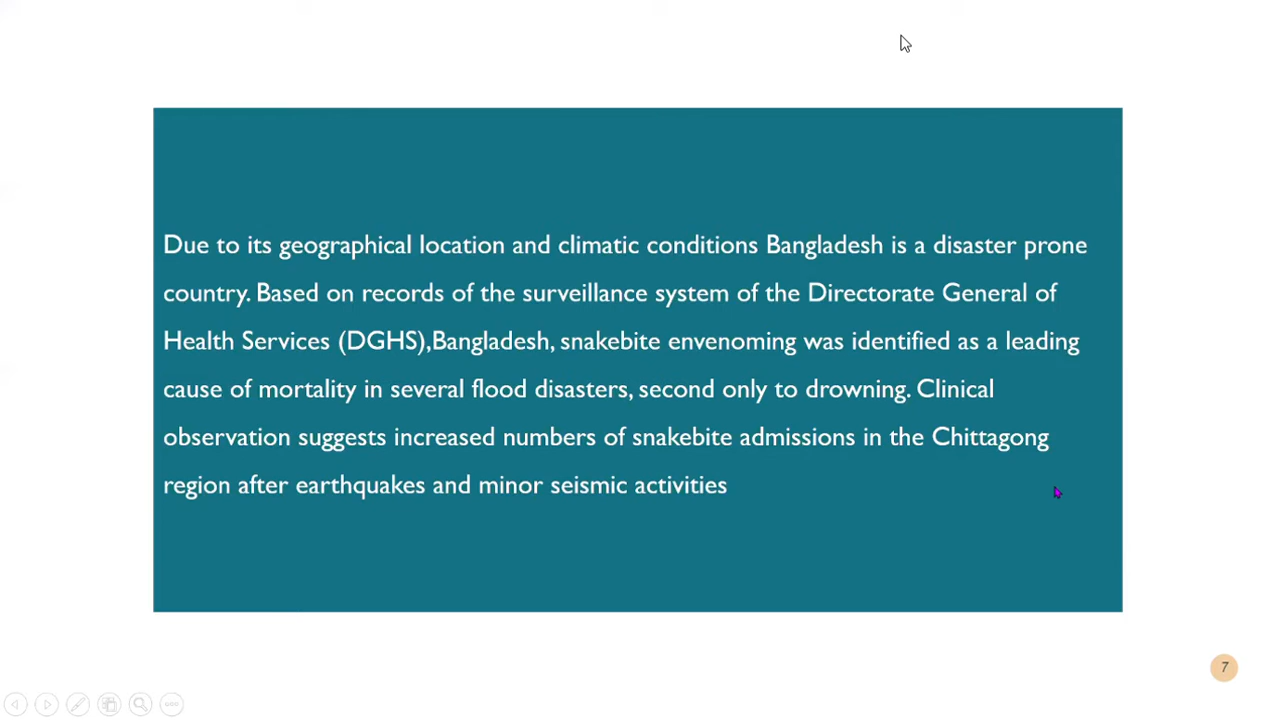 Due to its geographical location and climatic conditions Bangladesh is a disaster prone
country. Based on records of the surveillance system of the Directorate General of
Health Services (DGHS),Bangladesh, snakebite envenoming was identified as a leading
cause of mortality in several flood disasters, second only to drowning. Clinical
observation suggests increased numbers of snakebite admissions in the Chittagong
region after earthquakes and minor seismic activities
7